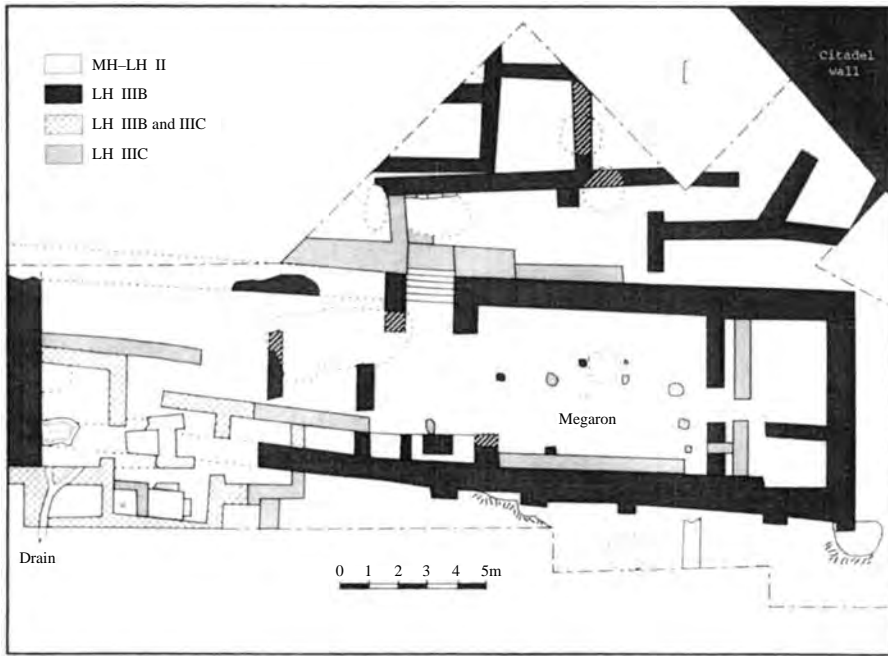 MH–LH II
LH IIIB
LH IIIB and IIIC
LH IIIC
Citadel
wall
Megaron
Drain
0 1 2 3 4 5m